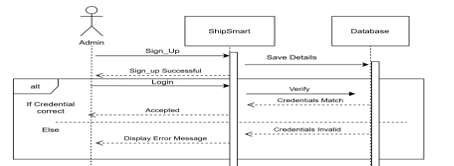 ShipSmart
Database
Admin
Sign_Up
Save Details
Sign_up Successful
alt
Login
Verify
If Credential
correct
Credentials Match
Accepted
Else
Credentials Invalid
Display Error Message